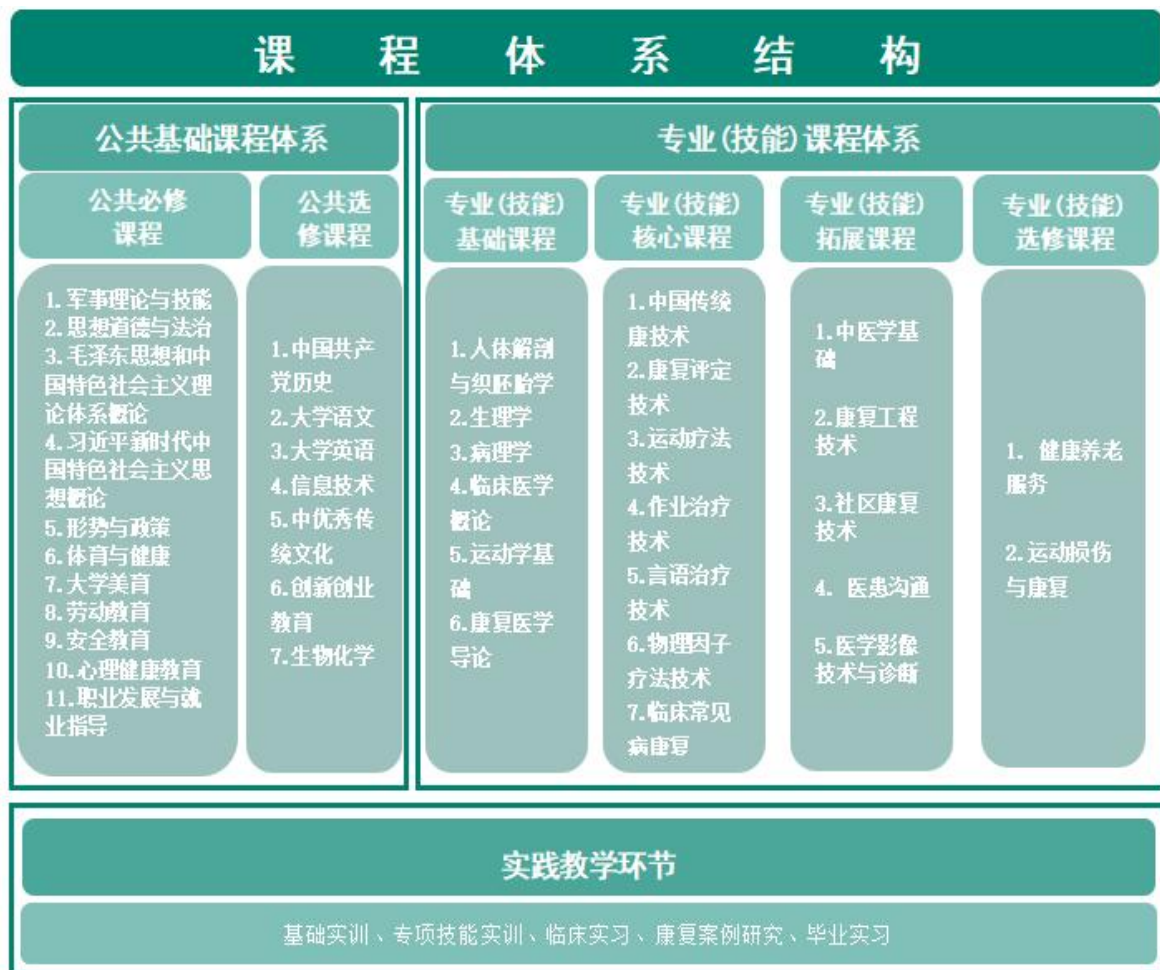 课程体系结构
公共基础课程体系
公共必修
课程
1.军事理论与技能
2.思想道德与法治
3.毛泽东思想和中
国特色社会主义理
论体系概论
4.习近平新时代中
国特色社会主义思
想概论
5.形势与政策
6.体育与健康
7.大学美育
8.劳动教育
9.安全教育
10.心理健康教育
11.职业发展与就
业指导
公共选
修课程
1.中国共产
党历史
2.大学语文
3.大学英语
4.信息技术
5.中优秀传
统文化
6.创新创业
教育
7.生物化学
专业(技能)课程体系
专业(技能)
基础课程
1.人体解剖
与织胚胎学
2.生理学
3.病理学
4.临床医学
概论
5.运动学基
础
6.康复医学
导论
专业(技能)
核心课程
1.中国传统
康技术
2.康复评定
技术
3.运动疗法
技术
4.作业治疗
技术
5.言语治疗
技术
6.物理因子
疗法技术
7.临床常见
病康复
专业(技能)
拓展课程
1.中医学基
础
2.康复工程
技术
3.社区康复
技术
4. 医患沟通
5.医学影像
技术与诊断
专业(技能)
选修课程
1. 健康养老
服务
2.运动损伤
与康复
实践教学环节
基础实训、专项技能实训、临床实习、康复案例研究、毕业实习